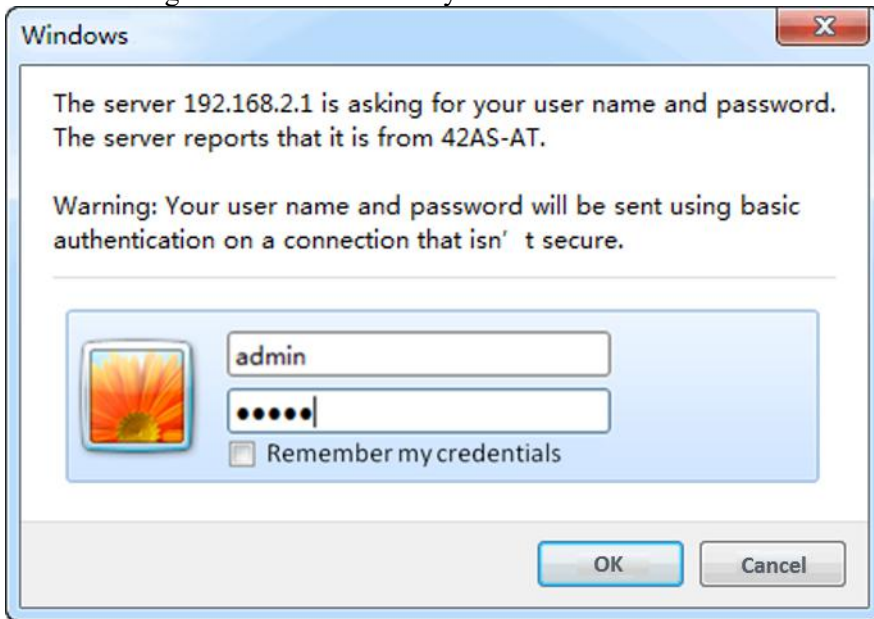 Windows
The server 192.168.2.1 is asking for your user name and password.
The server reports that it is from 42AS-AT.
Warning: Your user name and password will be sent using basic
authentication on a connection that isn’ t secure.
admin
●●●●●
Remember my credentials
OK
Cancel